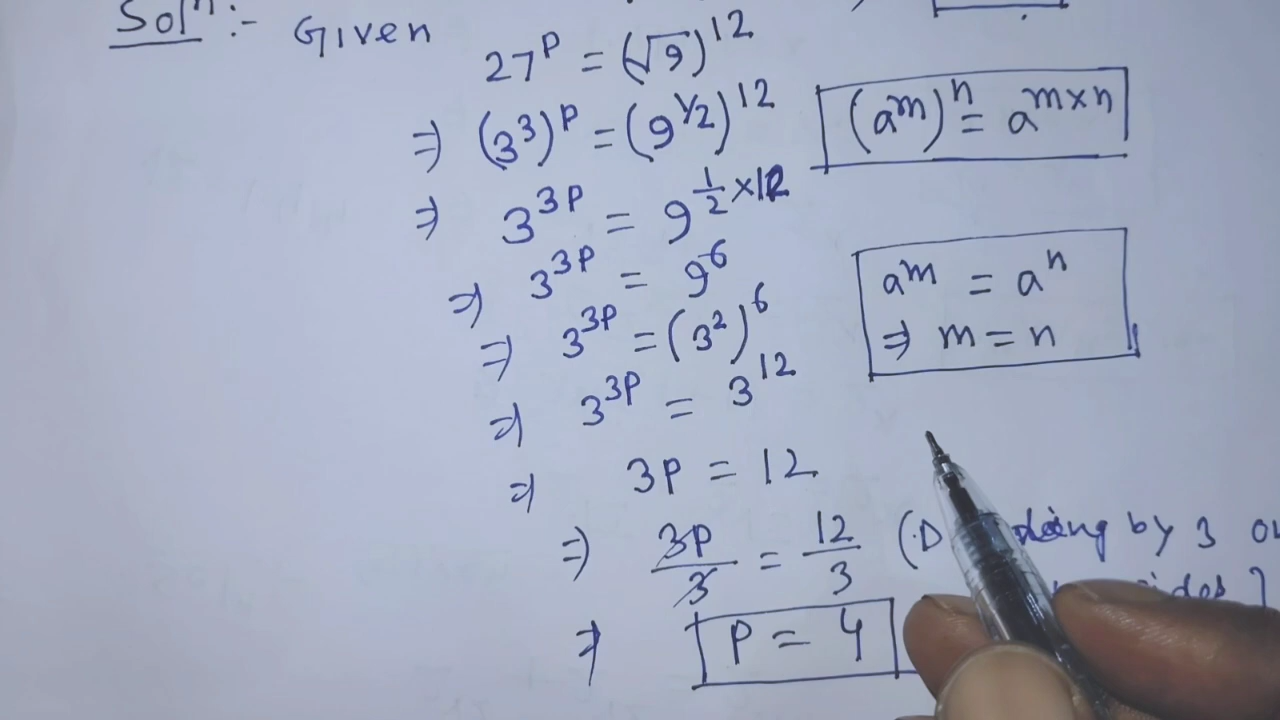 Solⁿ:- Given
27^P = (√9)^12
⇒ (3^3)^P = (9^1/2)^12
(a^m)^n = a^m×n
⇒ 3^3P = 9^1/2×12
⇒ 3^3P = 9^6
a^m = a^n
⇒ 3^3P = (3^2)^6
⇒ m = n
⇒ 3^3P = 3^12
⇒ 3P = 12
⇒ 3P/3 = 12/3 (by 3
⇒ P = 4